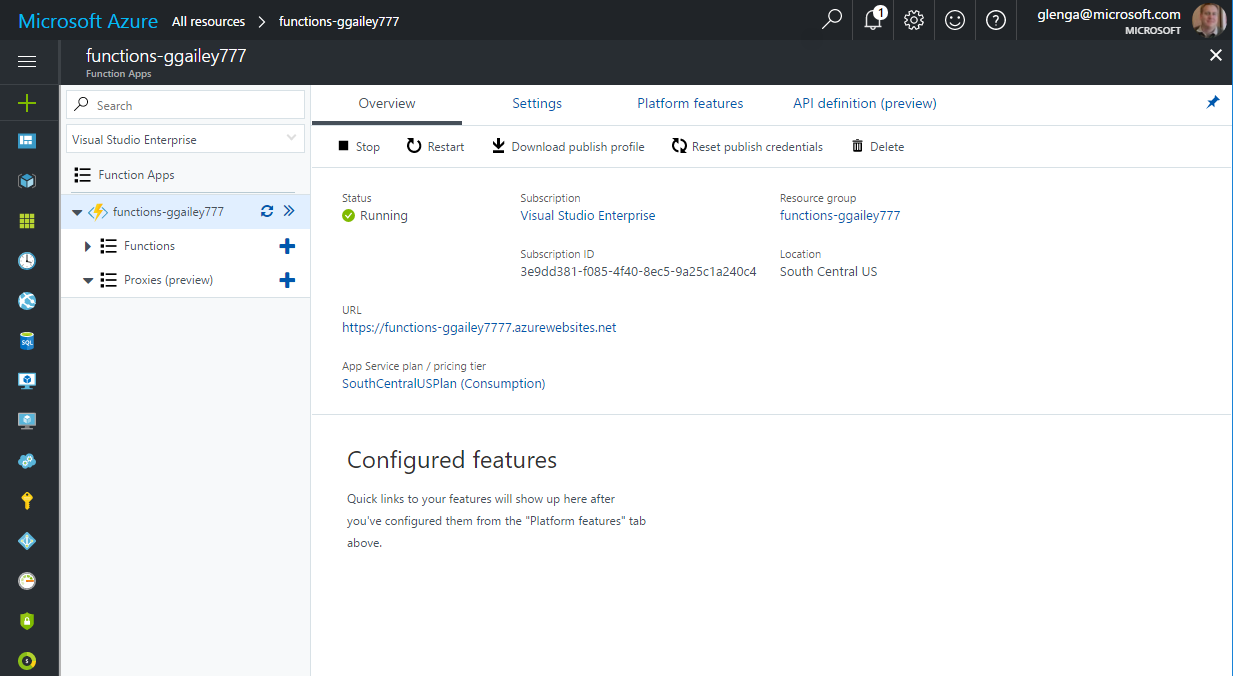 Microsoft Azure All resources > functions-ggailey777 1 glenga@microsoft.com
MICROSOFT
functions-ggailey777
Function Apps
Search
Visual Studio Enterprise
Function Apps
functions-ggailey777
Functions
Proxies (preview)
Overview Settings Platform features API definition (preview)
Stop Restart Download publish profile Reset publish credentials Delete
Status Subscription Resource group
Running Visual Studio Enterprise functions-ggailey777
Subscription ID Location
3e9dd381-f085-4f40-8ec5-9a25c1a240c4 South Central US
URL
https://functions-ggailey7777.azurewebsites.net
App Service plan / pricing tier
SouthCentralUSPlan (Consumption)
Configured features
Quick links to your features will show up here after
you've configured them from the "Platform features" tab
above.
SQL